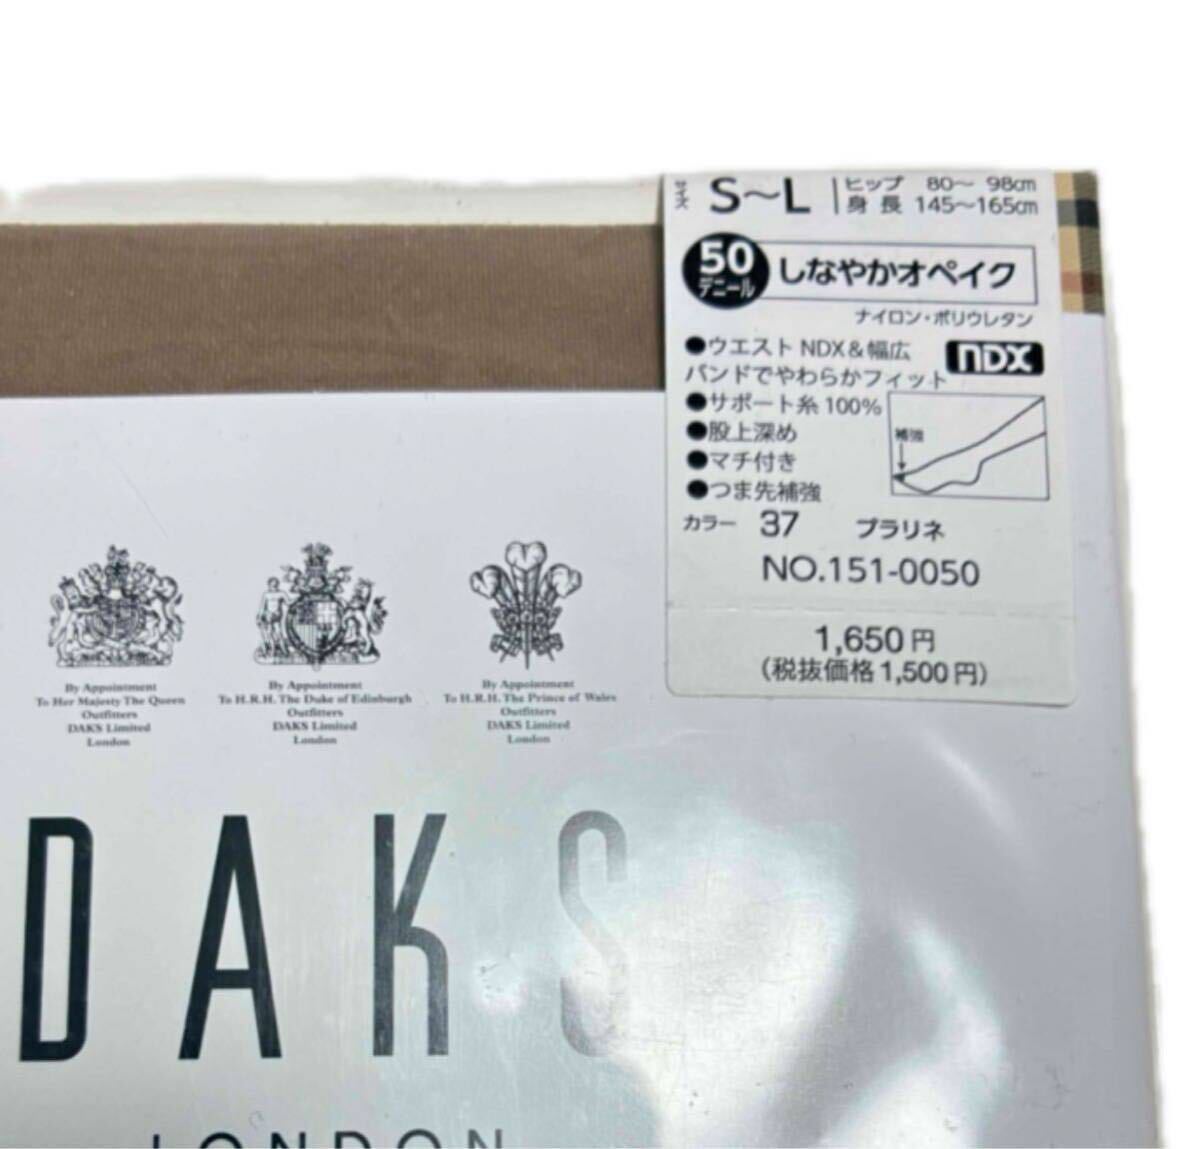 サイズ S～L ヒップ 80～ 98㎝
身長 145～165㎝
50 デニール しなやかオペイク
ナイロン・ポリウレタン
●ウエスト NDX＆幅広
バンドでやわらかフィット
NDX
●サポート糸 100%
●股上深め
●マチ付き
●つま先補強
補強
カラー 37 プラリネ
NO.151-0050
1,650円
(税抜価格1,500円)
By Appointment
To Her Majesty The Queen
Outfitters
DAKS Limited
London
By Appointment
To H.R.H. The Duke of Edinburgh
Outfitters
DAKS Limited
London
By Appointment
To H.R.H. The Prince of Wales
Outfitters
DAKS Limited
London
DAKS
LONDON